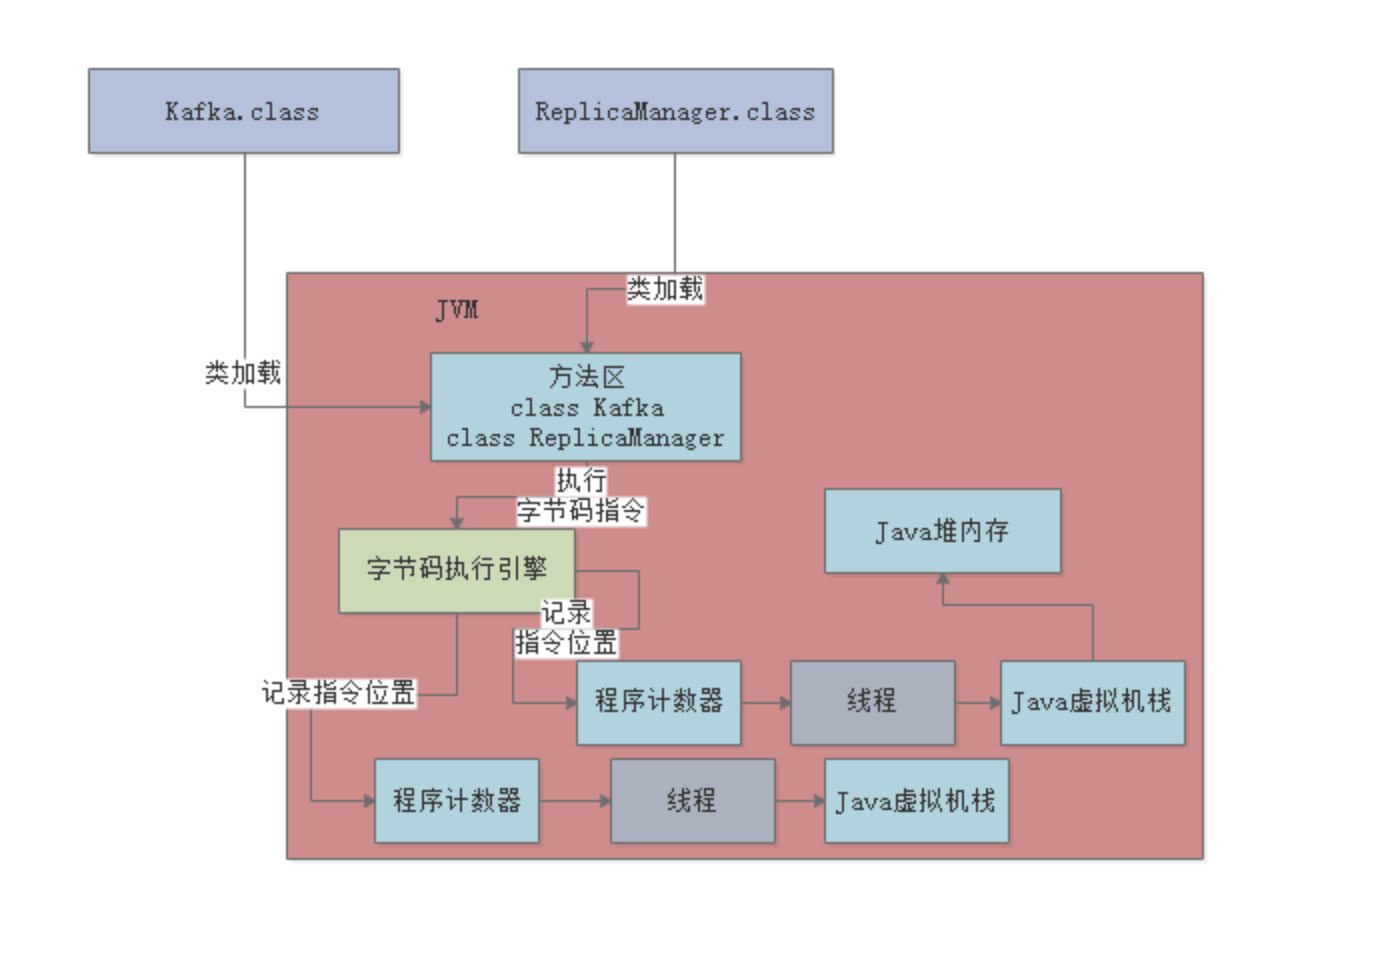 Kafka.class
ReplicaManager.class
类加载
JVM
类加载
方法区
class Kafka
class ReplicaManager
执行
字节码指令
Java堆内存
字节码执行引擎
记录
指令位置
记录指令位置
程序计数器
线程
Java虚拟机栈
程序计数器
线程
Java虚拟机栈